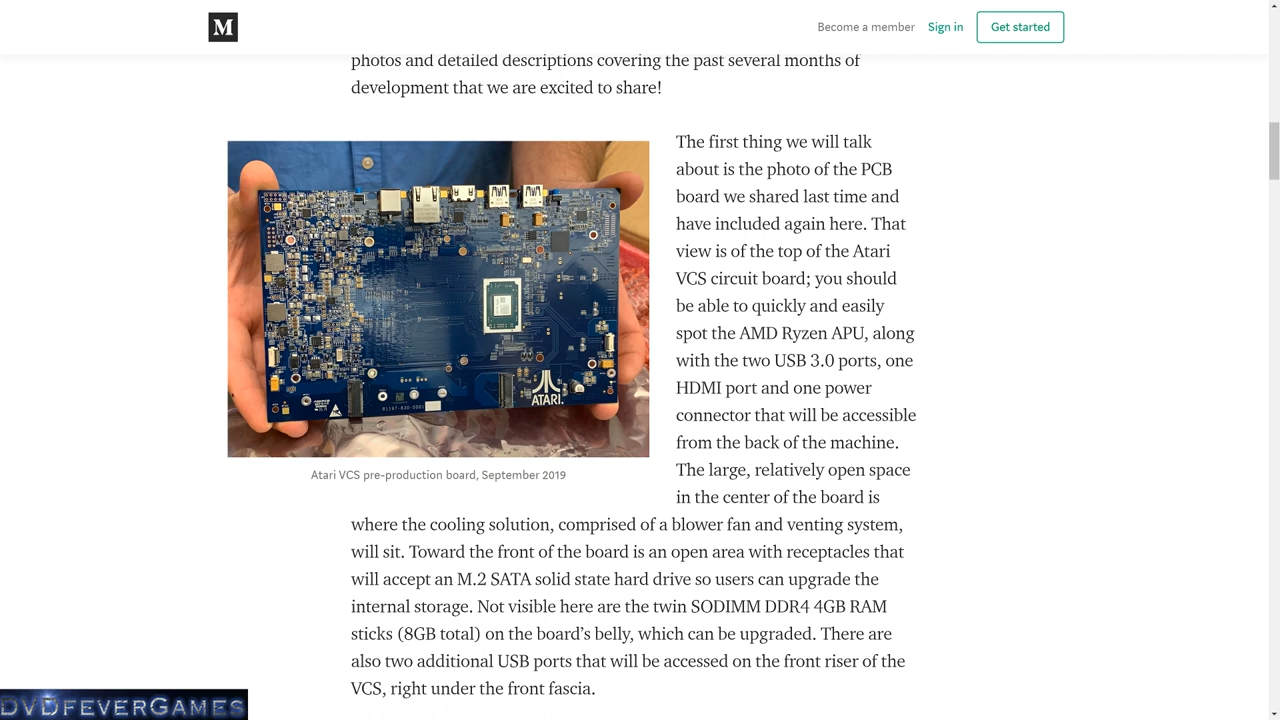 M
Become a member
Sign in
Get started
photos and detailed descriptions covering the past several months of
development that we are excited to share!
The first thing we will talk
about is the photo of the PCB
board we shared last time and
have included again here. That
view is of the top of the Atari
VCS circuit board; you should
be able to quickly and easily
spot the AMD Ryzen APU, along
with the two USB 3.0 ports, one
HDMI port and one power
connector that will be accessible
from the back of the machine.
The large, relatively open space
in the center of the board is
where the cooling solution, comprised of a blower fan and venting system,
will sit. Toward the front of the board is an open area with receptacles that
will accept an M.2 SATA solid state hard drive so users can upgrade the
internal storage. Not visible here are the twin SODIMM DDR4 4GB RAM
sticks (8GB total) on the board's belly, which can be upgraded. There are
also two additional USB ports that will be accessed on the front riser of the
VCS, right under the front fascia.
ATARI.
Atari VCS pre-production board, September 2019
DVDFEVERGAMES